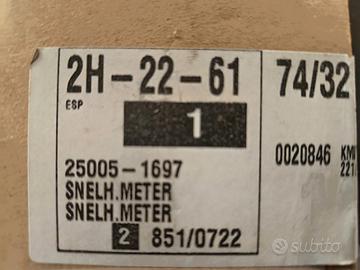 2H-22-61
74/32
ESP
1
0020846
25005-1697
SNELH.METER
SNELH.METER
2 851/0722
subito